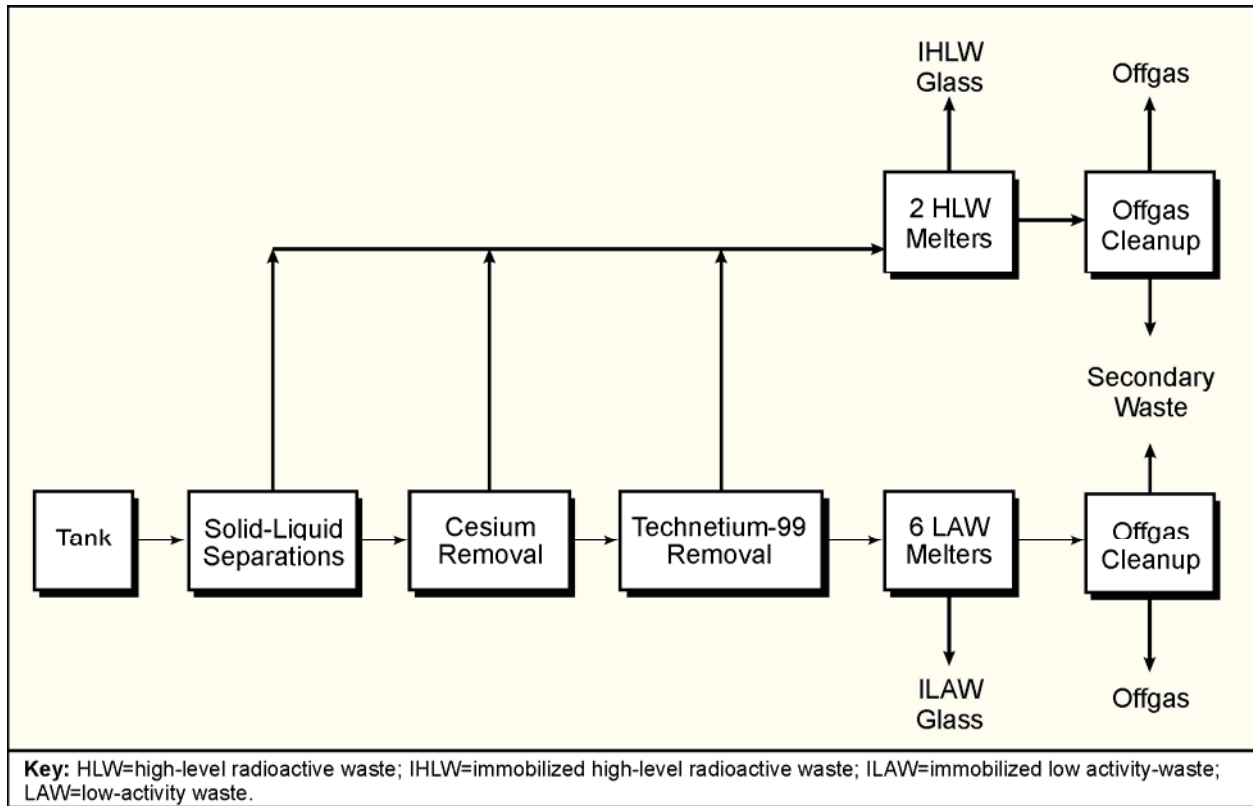 IHLW
Glass
Offgas
2 HLW
Melters
Offgas
Cleanup
Secondary
Waste
Tank
Solid-Liquid
Separations
Cesium
Removal
Technetium-99
Removal
6 LAW
Melters
Offgas
Cleanup
ILAW
Glass
Offgas
Key: HLW=high-level radioactive waste; IHLW=immobilized high-level radioactive waste; ILAW=immobilized low activity-waste;
LAW=low-activity waste.